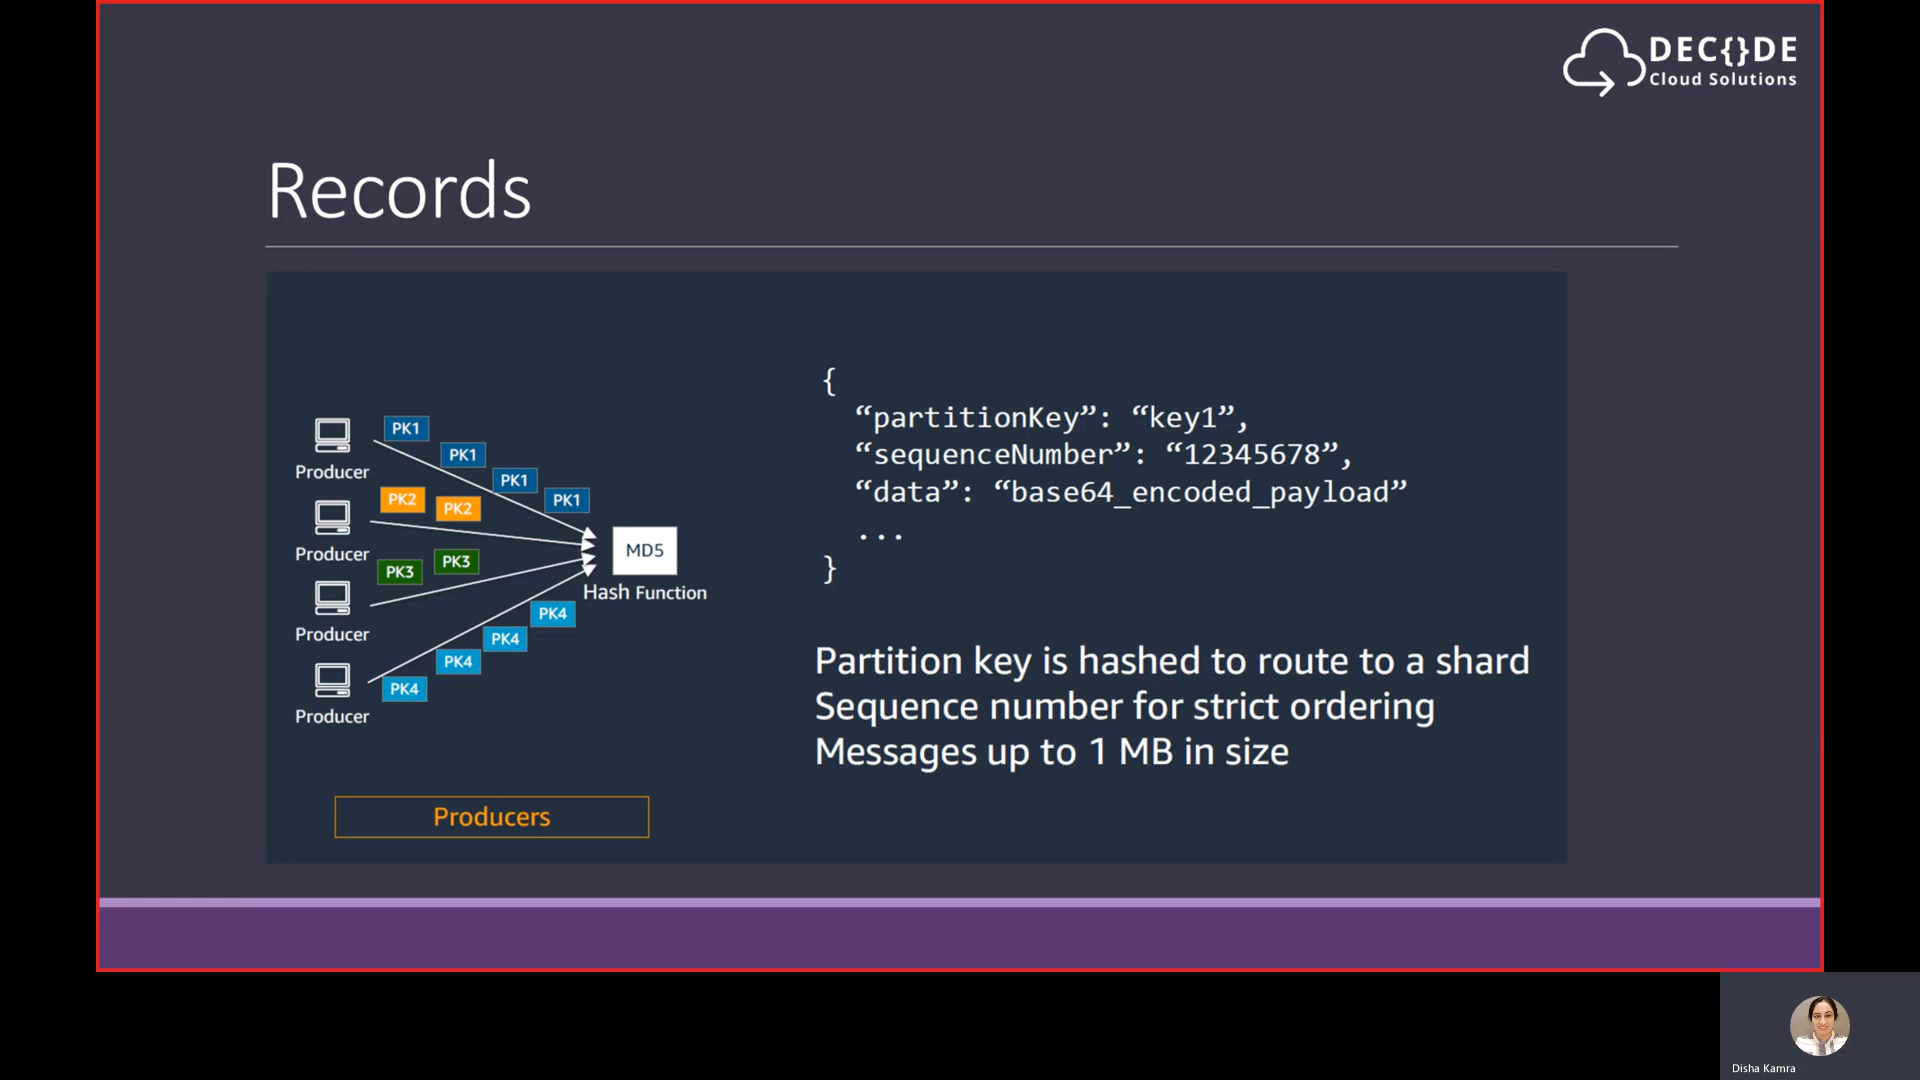 DEC{}DE
Cloud Solutions
Records
PK1
PK1
PK1
PK1
Producer
PK2
PK2
Producer
PK3
PK3
Producer
PK4
PK4
PK4
PK4
Producer
MD5
Hash Function
Producers
{
“partitionKey”: “key1”,
“sequenceNumber”: “12345678”,
“data”: “base64_encoded_payload”
...
}
Partition key is hashed to route to a shard
Sequence number for strict ordering
Messages up to 1 MB in size
Disha Kamra